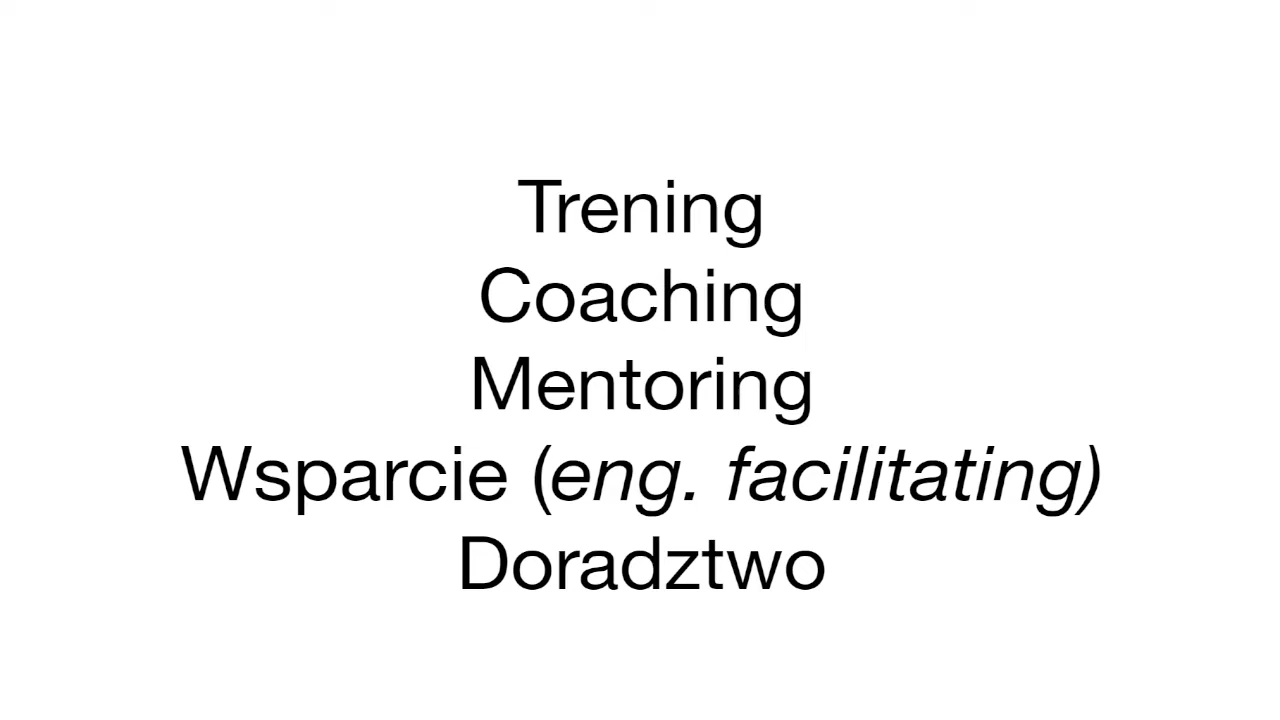 Trening
Coaching
Mentoring
Wsparcie (eng. facilitating)
Doradztwo